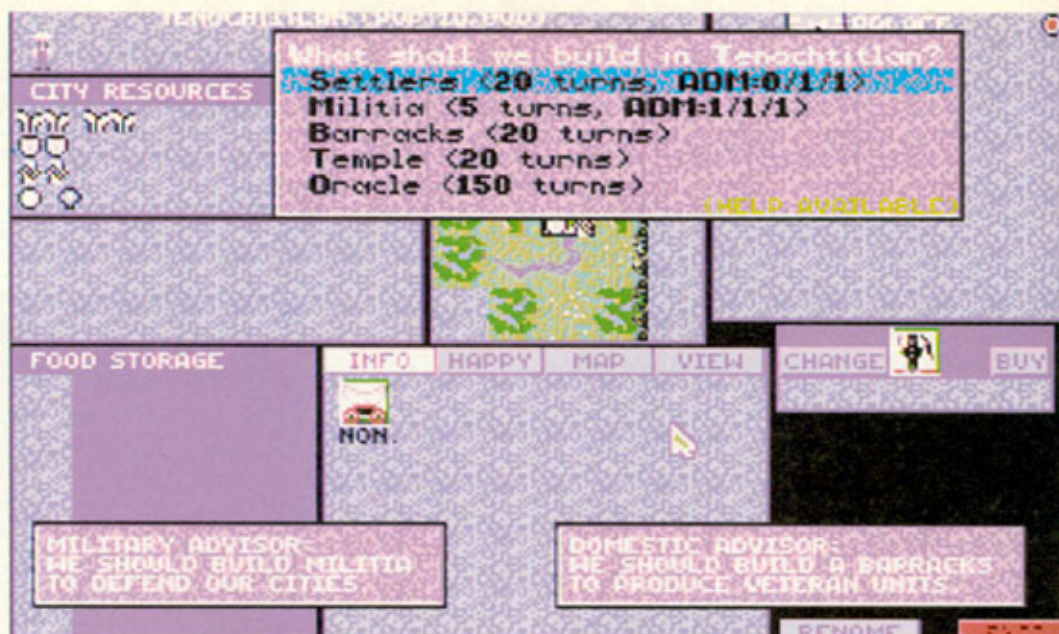 TENOCHTITLAN
PALACE
What shall we build in Tenochtitlan?
Settlers (20 turns, ADM:0/1/1)
Militia (5 turns, ADM:1/1/1)
Barracks (20 turns)
Temple (20 turns)
Oracle (150 turns)
(HELP AVAILABLE)
CITY RESOURCES
FOOD STORAGE
INFO HAPPY MAP VIEW
CHANGE BUY
NON.
MILITARY ADVISOR:
WE SHOULD BUILD MILITIA
TO DEFEND OUR CITIES.
DOMESTIC ADVISOR:
WE SHOULD BUILD A BARRACKS
TO PRODUCE VETERAN UNITS.
RENAME